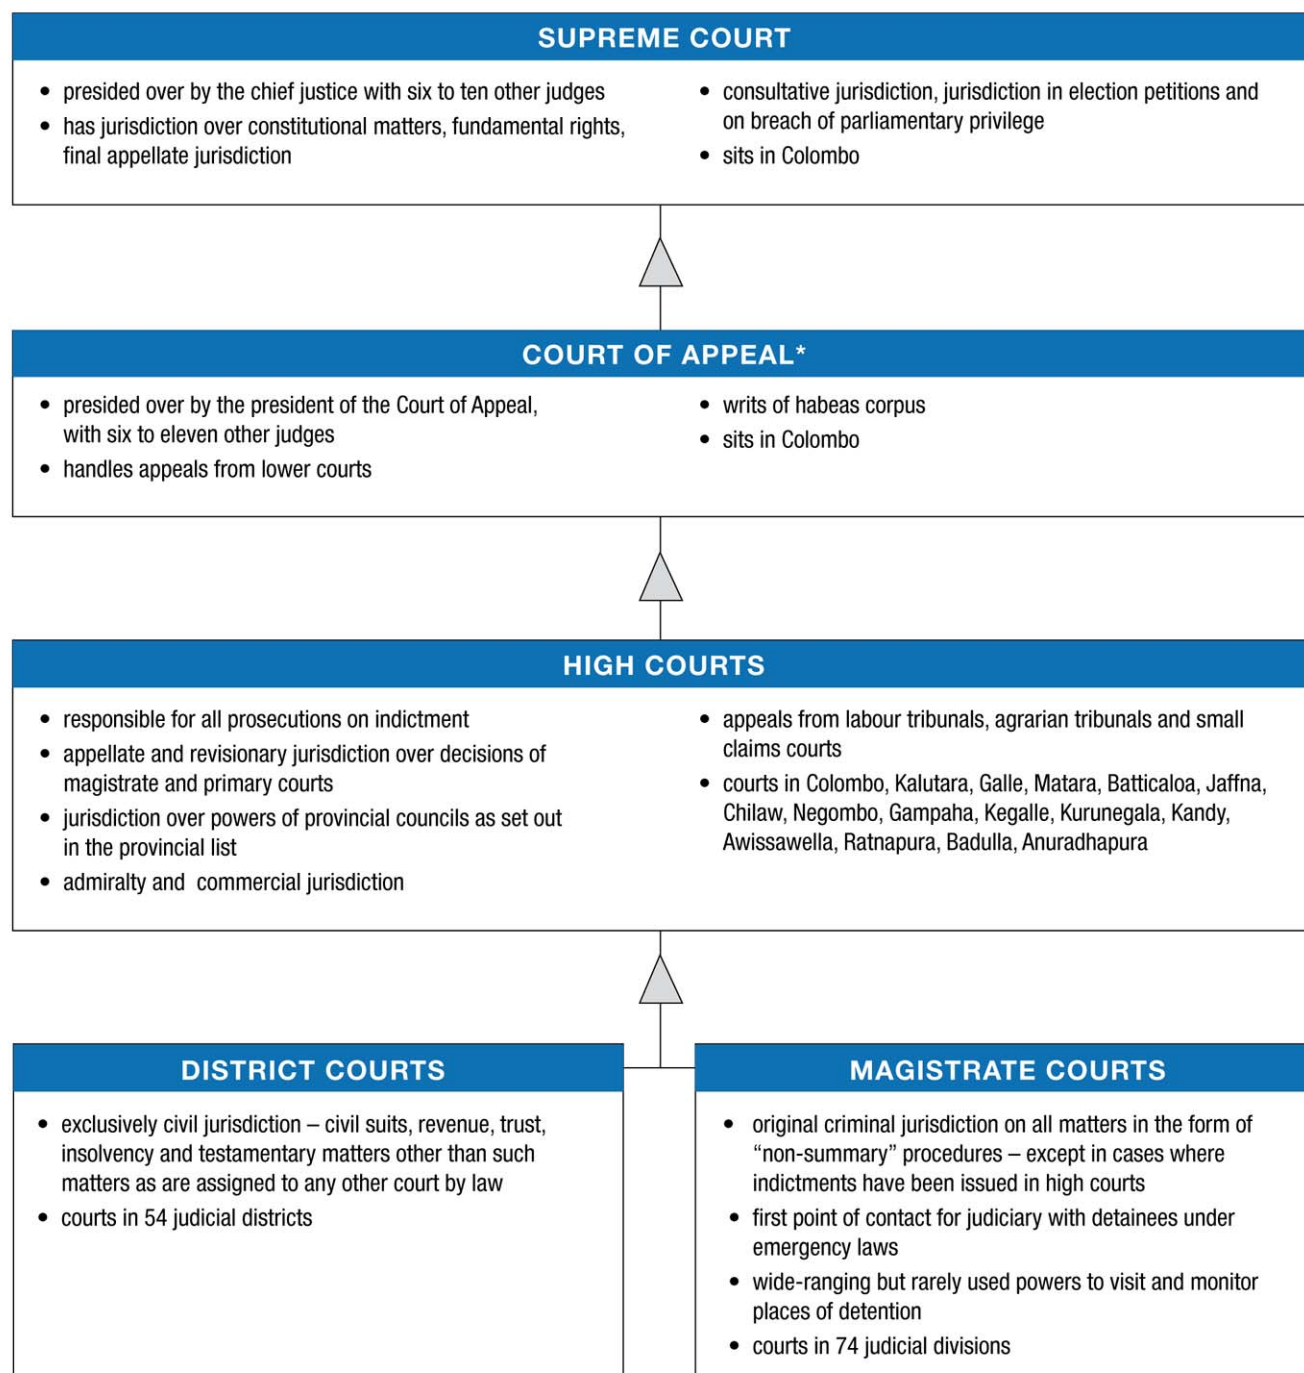 SUPREME COURT
• presided over by the chief justice with six to ten other judges
• has jurisdiction over constitutional matters, fundamental rights,
final appellate jurisdiction
• consultative jurisdiction, jurisdiction in election petitions and
on breach of parliamentary privilege
• sits in Colombo
COURT OF APPEAL*
• presided over by the president of the Court of Appeal,
with six to eleven other judges
• handles appeals from lower courts
• writs of habeas corpus
• sits in Colombo
HIGH COURTS
• responsible for all prosecutions on indictment
• appellate and revisionary jurisdiction over decisions of
magistrate and primary courts
• jurisdiction over powers of provincial councils as set out
in the provincial list
• admiralty and commercial jurisdiction
• appeals from labour tribunals, agrarian tribunals and small
claims courts
• courts in Colombo, Kalutara, Galle, Matara, Batticaloa, Jaffna,
Chilaw, Negombo, Gampaha, Kegalle, Kurunegala, Kandy,
Awissawella, Ratnapura, Badulla, Anuradhapura
DISTRICT COURTS
• exclusively civil jurisdiction – civil suits, revenue, trust,
insolvency and testamentary matters other than such
matters as are assigned to any other court by law
• courts in 54 judicial districts
MAGISTRATE COURTS
• original criminal jurisdiction on all matters in the form of
“non-summary” procedures – except in cases where
indictments have been issued in high courts
• first point of contact for judiciary with detainees under
emergency laws
• wide-ranging but rarely used powers to visit and monitor
places of detention
• courts in 74 judicial divisions